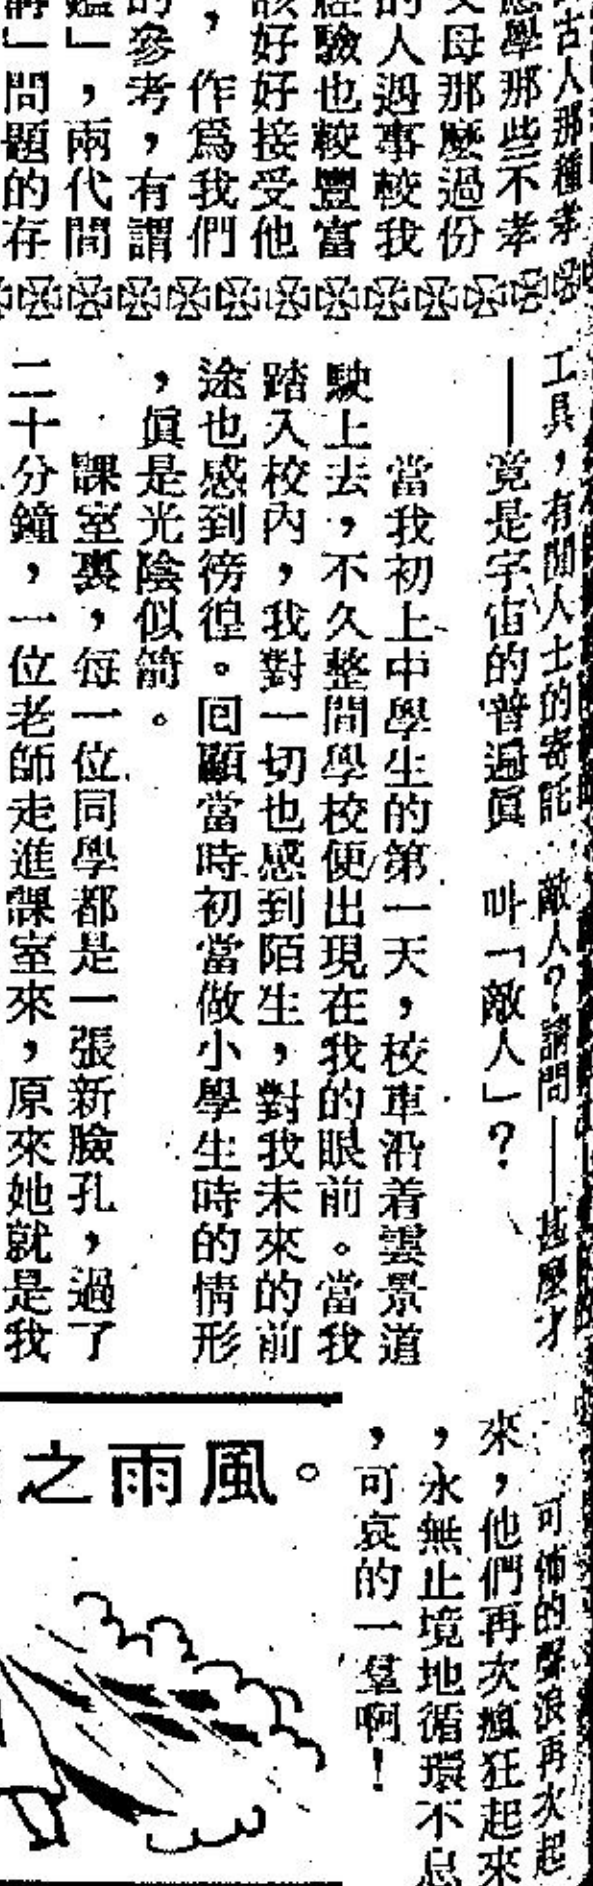 古人那種孝
學那些不孝
父母那麼過份
的人遇事較我
經驗也較豐富
該好好接受他
，作爲我們
的參考，有謂
鑑」，兩代間
講」問題的存
工具，有閒人士的寄託
——竟是宇宙的普遍眞
敵人？請問——甚麼才
叫「敵人」？
當我初上中學生的第一天，校車沿着雲景道
駛上去，不久整間學校便出現在我的眼前。當我
踏入校內，我對一切也感到陌生，對我未來的前
途也感到徬徨。回顧當時初當做小學生時的情形
，眞是光陰似箭。
課室裏，每一位同學都是一張新臉孔，過了
二十分鐘，一位老師走進課室來，原來她就是我
可怖的聲浪再次起
來，他們再次瘋狂起來
，永無止境地循環不息
，可哀的一羣啊！
。風雨之